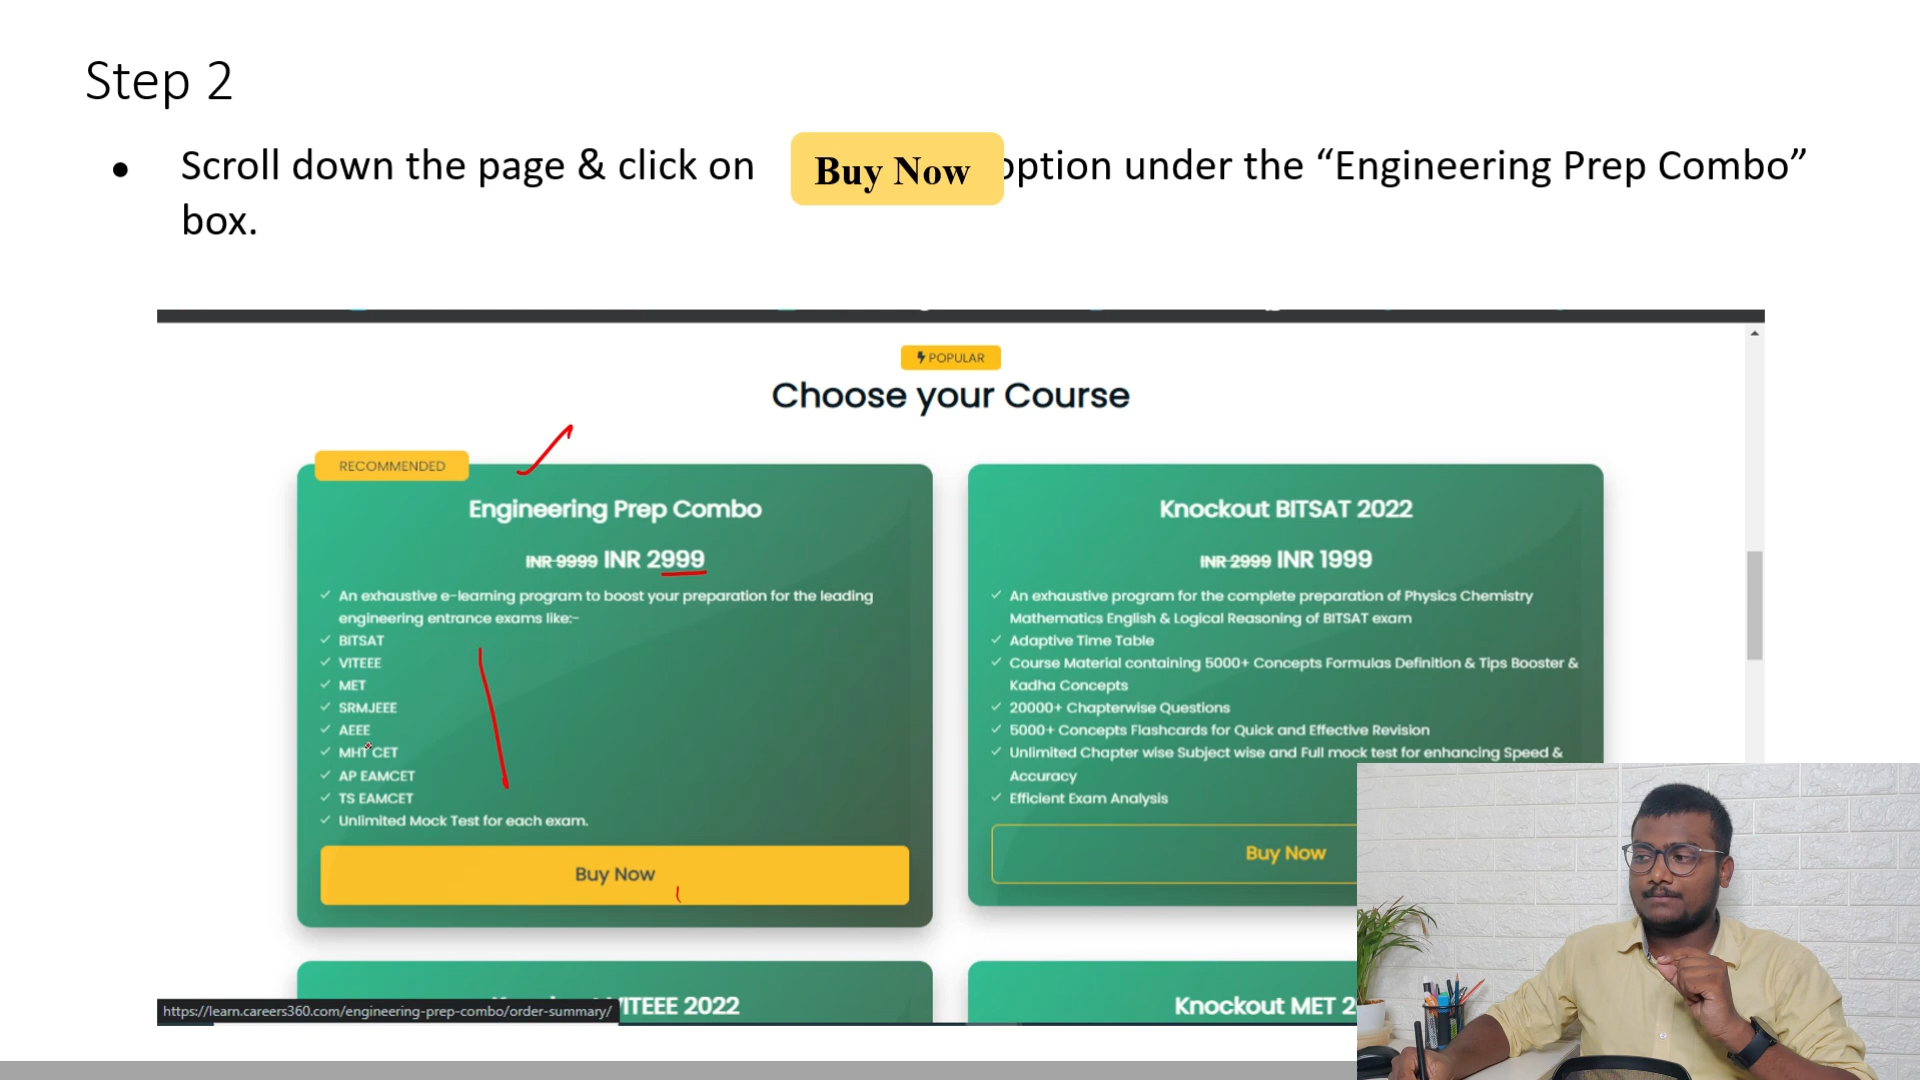 Step 2
● Scroll down the page & click on Buy Now option under the “Engineering Prep Combo”
box.
POPULAR
Choose your Course
RECOMMENDED
Engineering Prep Combo
INR 9999 INR 2999
An exhaustive e-learning program to boost your preparation for the leading
engineering entrance exams like:-
BITSAT
VITEEE
MET
SRMJEEE
AEEE
MHT CET
AP EAMCET
TS EAMCET
Unlimited Mock Test for each exam.
Buy Now
Knockout BITSAT 2022
INR 2999 INR 1999
An exhaustive program for the complete preparation of Physics Chemistry
Mathematics English & Logical Reasoning of BITSAT exam
Adaptive Time Table
Course Material containing 5000+ Concepts Formulas Definition & Tips Booster &
Kadha Concepts
20000+ Chapterwise Questions
5000+ Concepts Flashcards for Quick and Effective Revision
Unlimited Chapter wise Subject wise and Full mock test for enhancing Speed &
Accuracy
Efficient Exam Analysis
Buy Now
VITEEE 2022
Knockout MET 2
https://learn.careers360.com/engineering-prep-combo/order-summary/